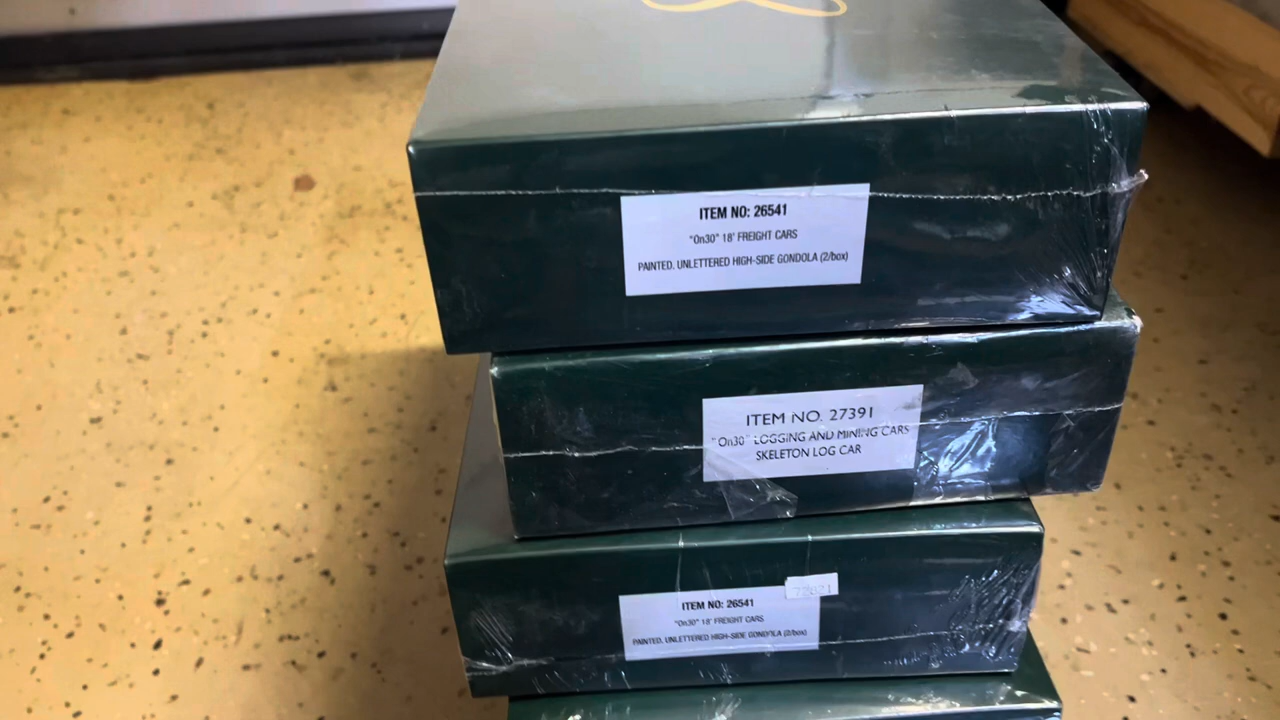 ITEM NO: 26541
"On30" 18' FREIGHT CARS
PAINTED, UNLETTERED HIGH-SIDE GONDOLA (2/box)
ITEM NO. 27391
"On30" LOGGING AND MINING CARS
SKELETON LOG CAR
ITEM NO: 26541
"On30" 18' FREIGHT CARS
PAINTED, UNLETTERED HIGH-SIDE GONDOLA (2/box)